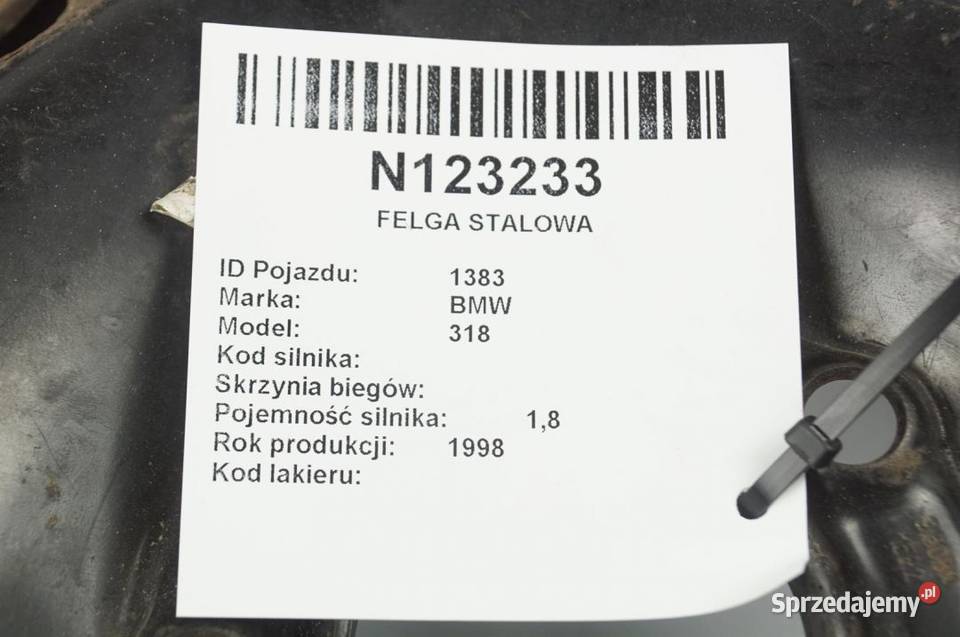 N123233
FELGA STALOWA
ID Pojazdu: 1383
Marka: BMW
Model: 318
Kod silnika:
Skrzynia biegów:
Pojemność silnika: 1,8
Rok produkcji: 1998
Kod lakieru:
Sprzedajemy.pl